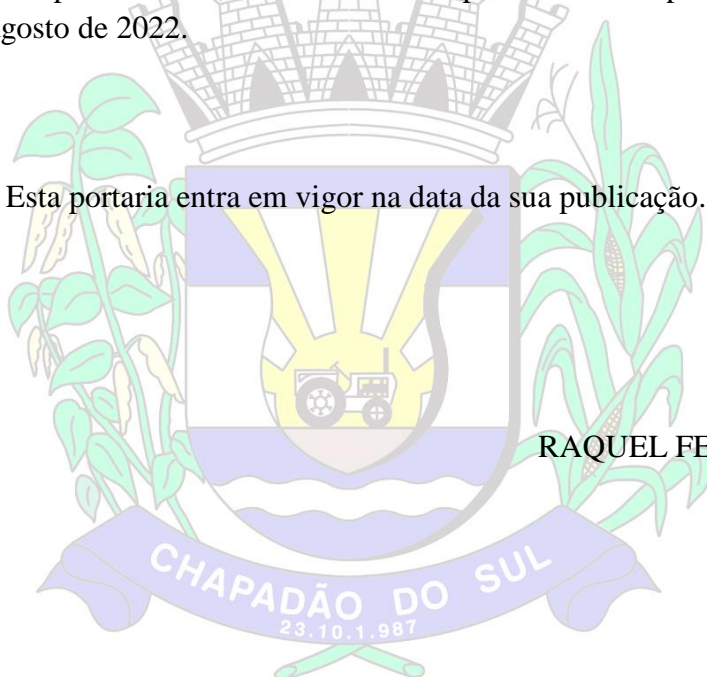 gosto de 2022.
Esta portaria entra em vigor na data da sua publicação.
RAQUEL FE
CHAPADÃO DO SUL
23.10.1.987